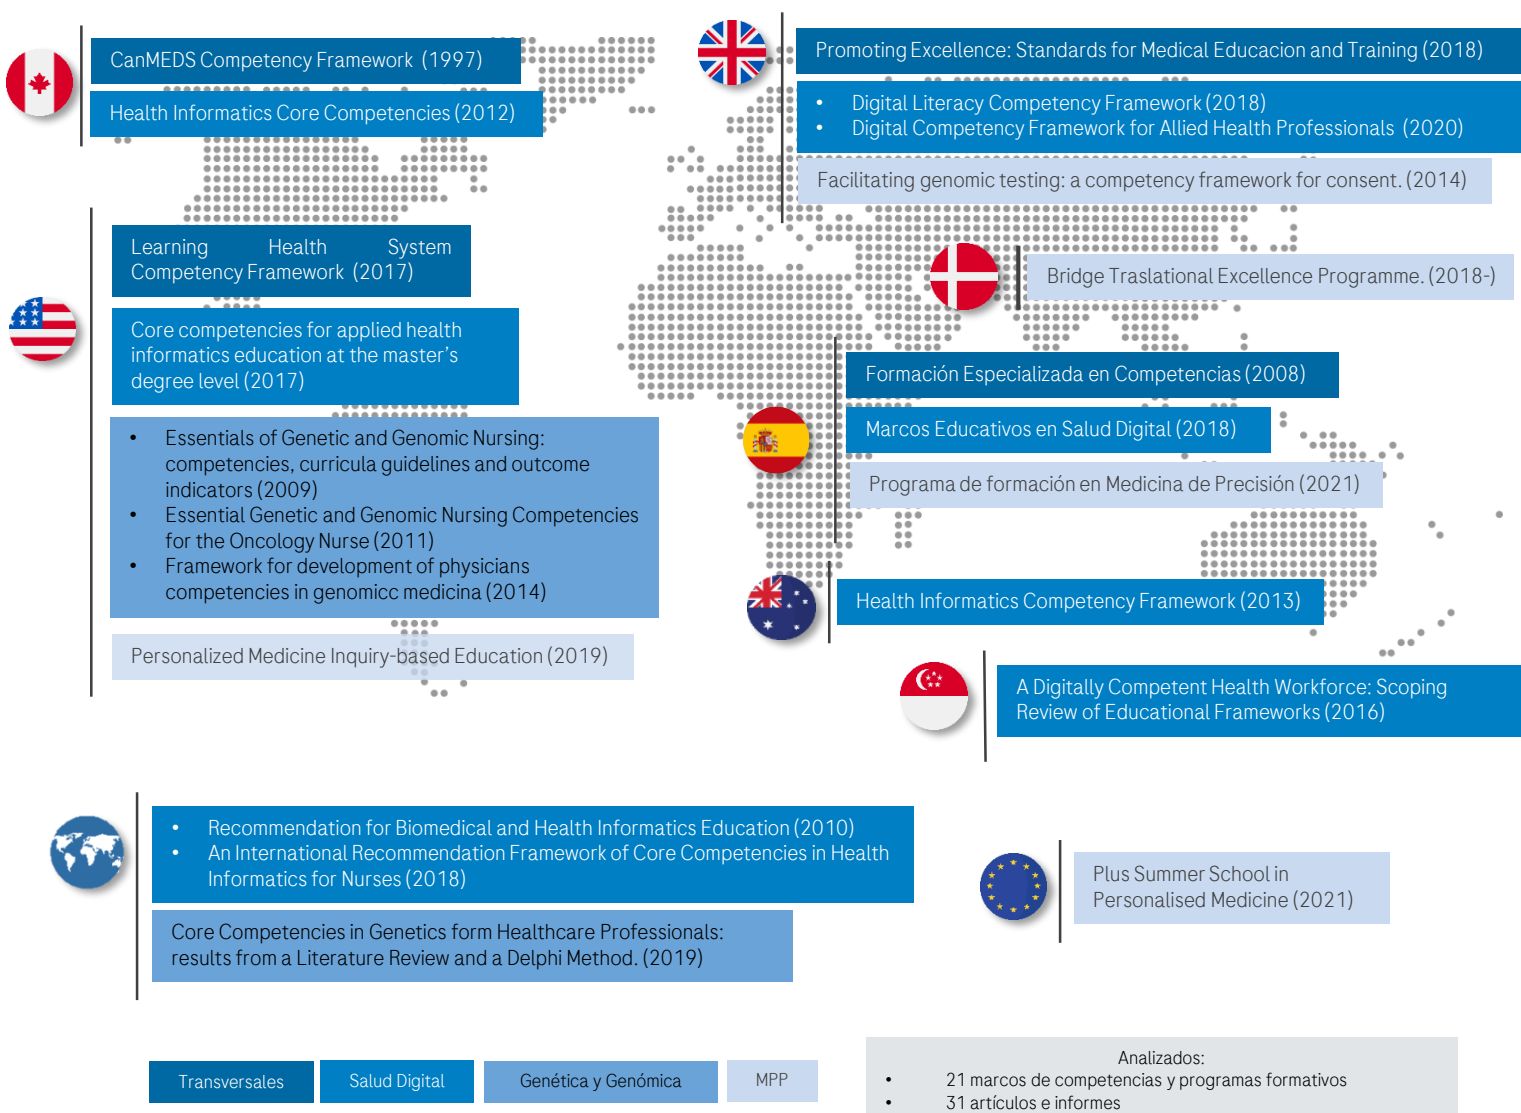 CanMEDS Competency Framework (1997)
Health Informatics Core Competencies (2012)
Learning Health System
Competency Framework (2017)
Core competencies for applied health
informatics education at the master's
degree level (2017)
• Essentials of Genetic and Genomic Nursing:
competencies, curricula guidelines and outcome
indicators (2009)
• Essential Genetic and Genomic Nursing Competencies
for the Oncology Nurse (2011)
• Framework for development of physicians
competencies in genomicc medicina (2014)
Personalized Medicine Inquiry-based Education (2019)
Promoting Excellence: Standards for Medical Educacion and Training (2018)
• Digital Literacy Competency Framework (2018)
• Digital Competency Framework for Allied Health Professionals (2020)
Facilitating genomic testing: a competency framework for consent. (2014)
Bridge Traslational Excellence Programme. (2018-)
Formación Especializada en Competencias (2008)
Marcos Educativos en Salud Digital (2018)
Programa de formación en Medicina de Precisión (2021)
Health Informatics Competency Framework (2013)
A Digitally Competent Health Workforce: Scoping
Review of Educational Frameworks (2016)
• Recommendation for Biomedical and Health Informatics Education (2010)
• An International Recommendation Framework of Core Competencies in Health
Informatics for Nurses (2018)
Core Competencies in Genetics form Healthcare Professionals:
results from a Literature Review and a Delphi Method. (2019)
Plus Summer School in
Personalised Medicine (2021)
Transversales
Salud Digital
Genética y Genómica
MPP
Analizados:
• 21 marcos de competencias y programas formativos
• 31 artículos e informes